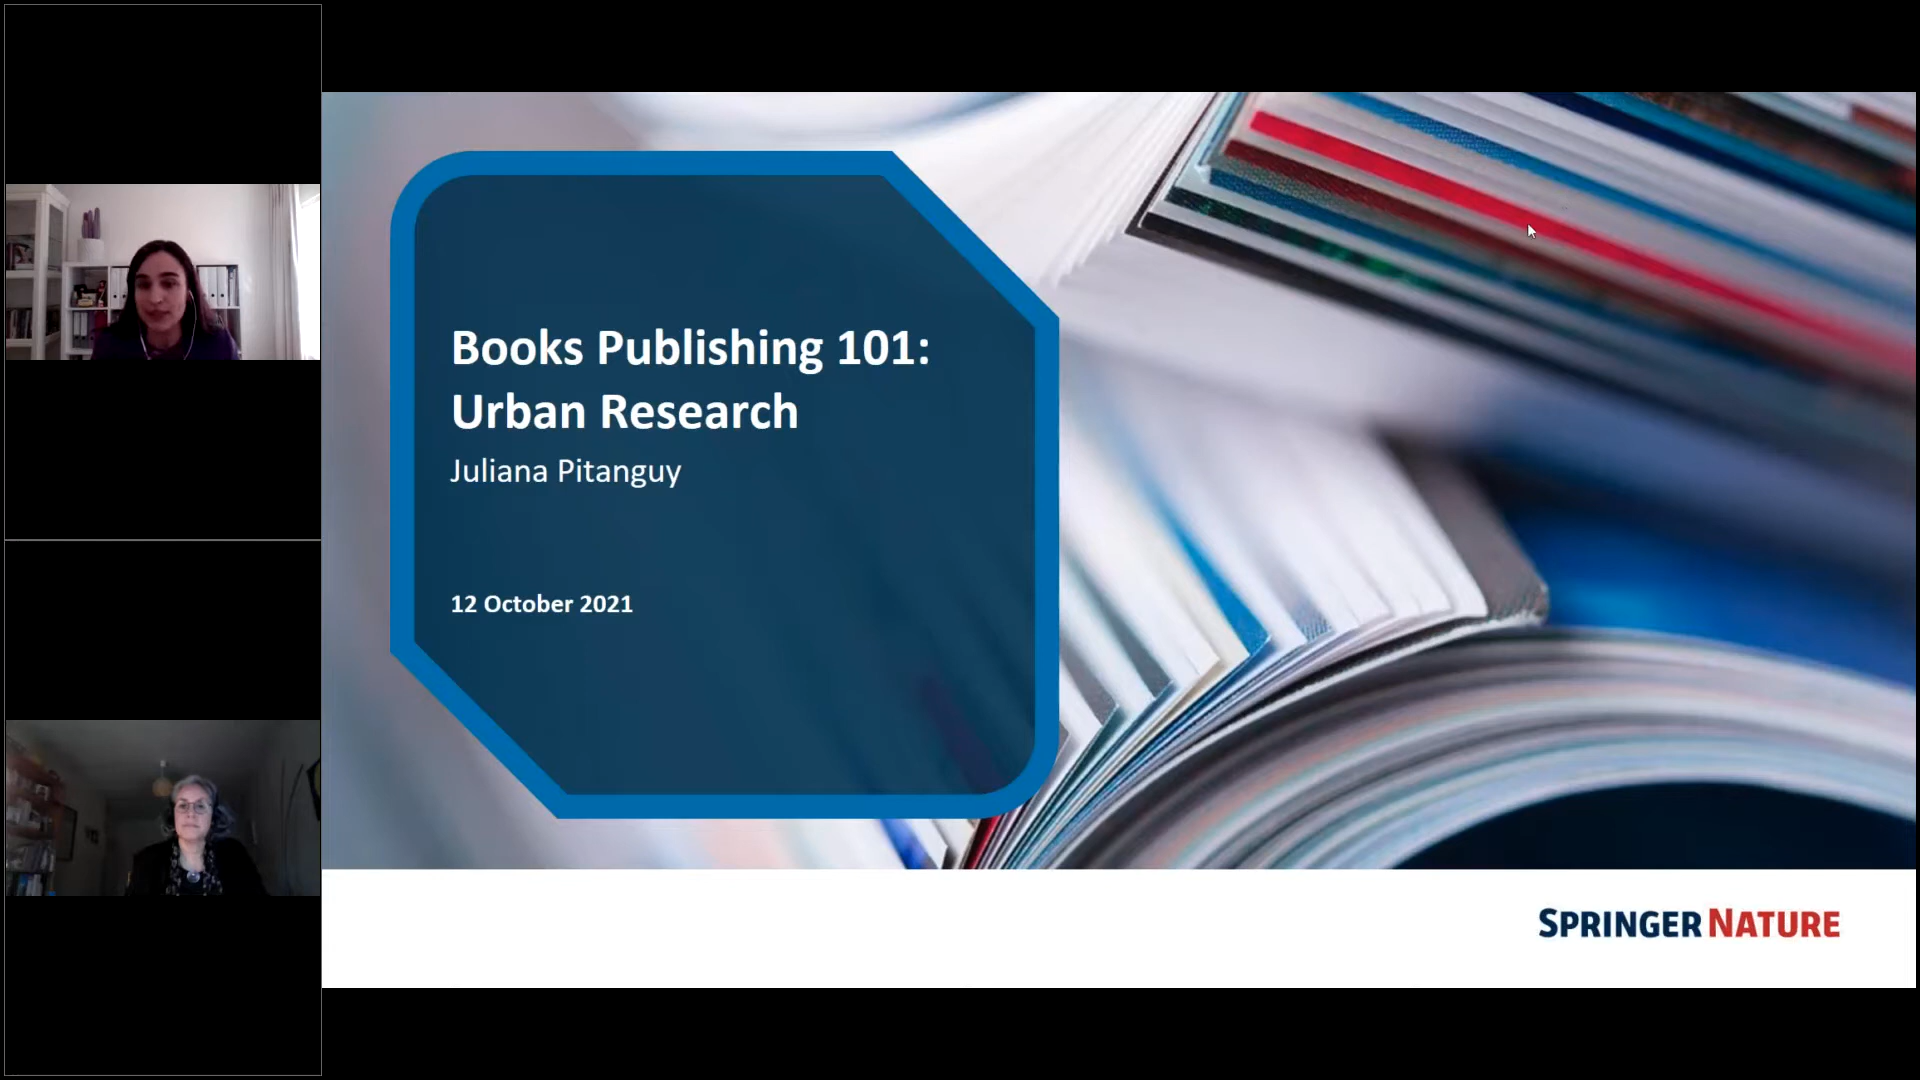 Books Publishing 101:
Urban Research
Juliana Pitanguy
12 October 2021
SPRINGER NATURE